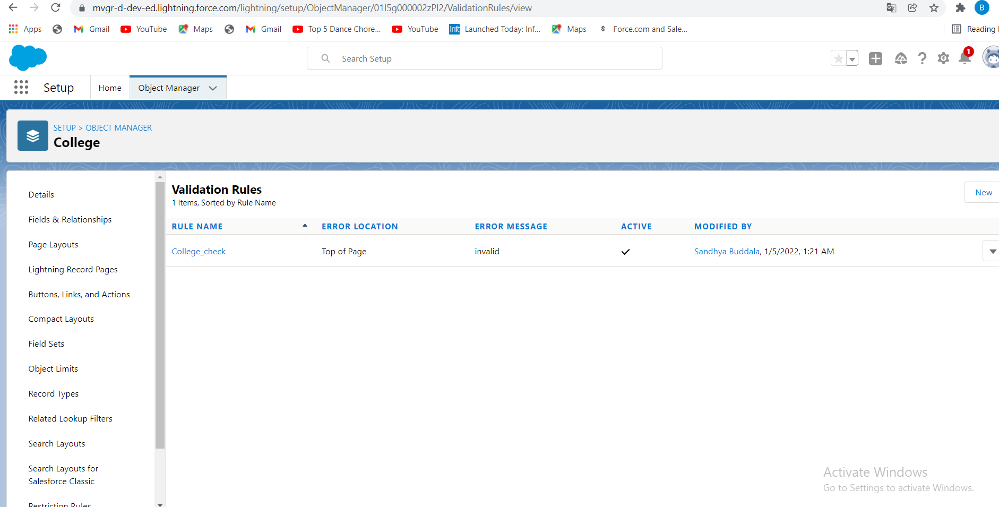 mvgr-d-dev-ed.lightning.force.com/lightning/setup/ObjectManager/01I5g000002zPl2/ValidationRules/view
B
Apps Gmail YouTube Maps Gmail Top 5 Dance Chore... YouTube Info Launched Today: Inf... Maps $ Force.com and Sale... Reading
Search Setup
1
Setup Home Object Manager
SETUP > OBJECT MANAGER
College
Details
Fields & Relationships
Page Layouts
Lightning Record Pages
Buttons, Links, and Actions
Compact Layouts
Field Sets
Object Limits
Record Types
Related Lookup Filters
Search Layouts
Search Layouts for
Salesforce Classic
Restriction Rules
Validation Rules
1 Items, Sorted by Rule Name
New
RULE NAME ERROR LOCATION ERROR MESSAGE ACTIVE MODIFIED BY
College_check Top of Page invalid Sandhya Buddala, 1/5/2022, 1:21 AM
Activate Windows
Go to Settings to activate Windows.